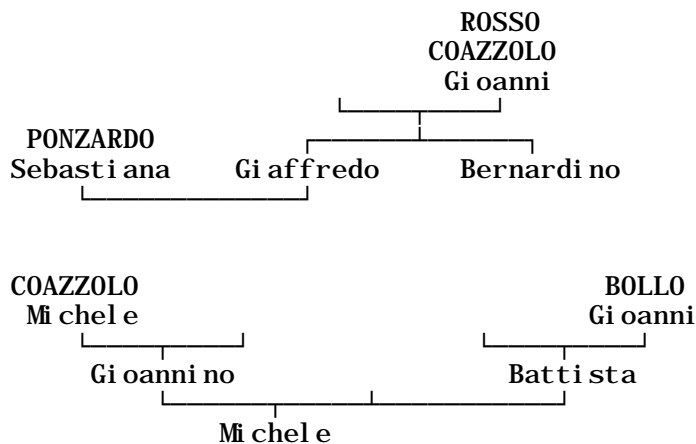 ROSSO
COAZZOLO
Gioanni
PONZARDO
Sebastiana Giaffredo Bernardino
COAZZOLO BOLLO
Michele Gioanni
Gioannino Battista
Michele